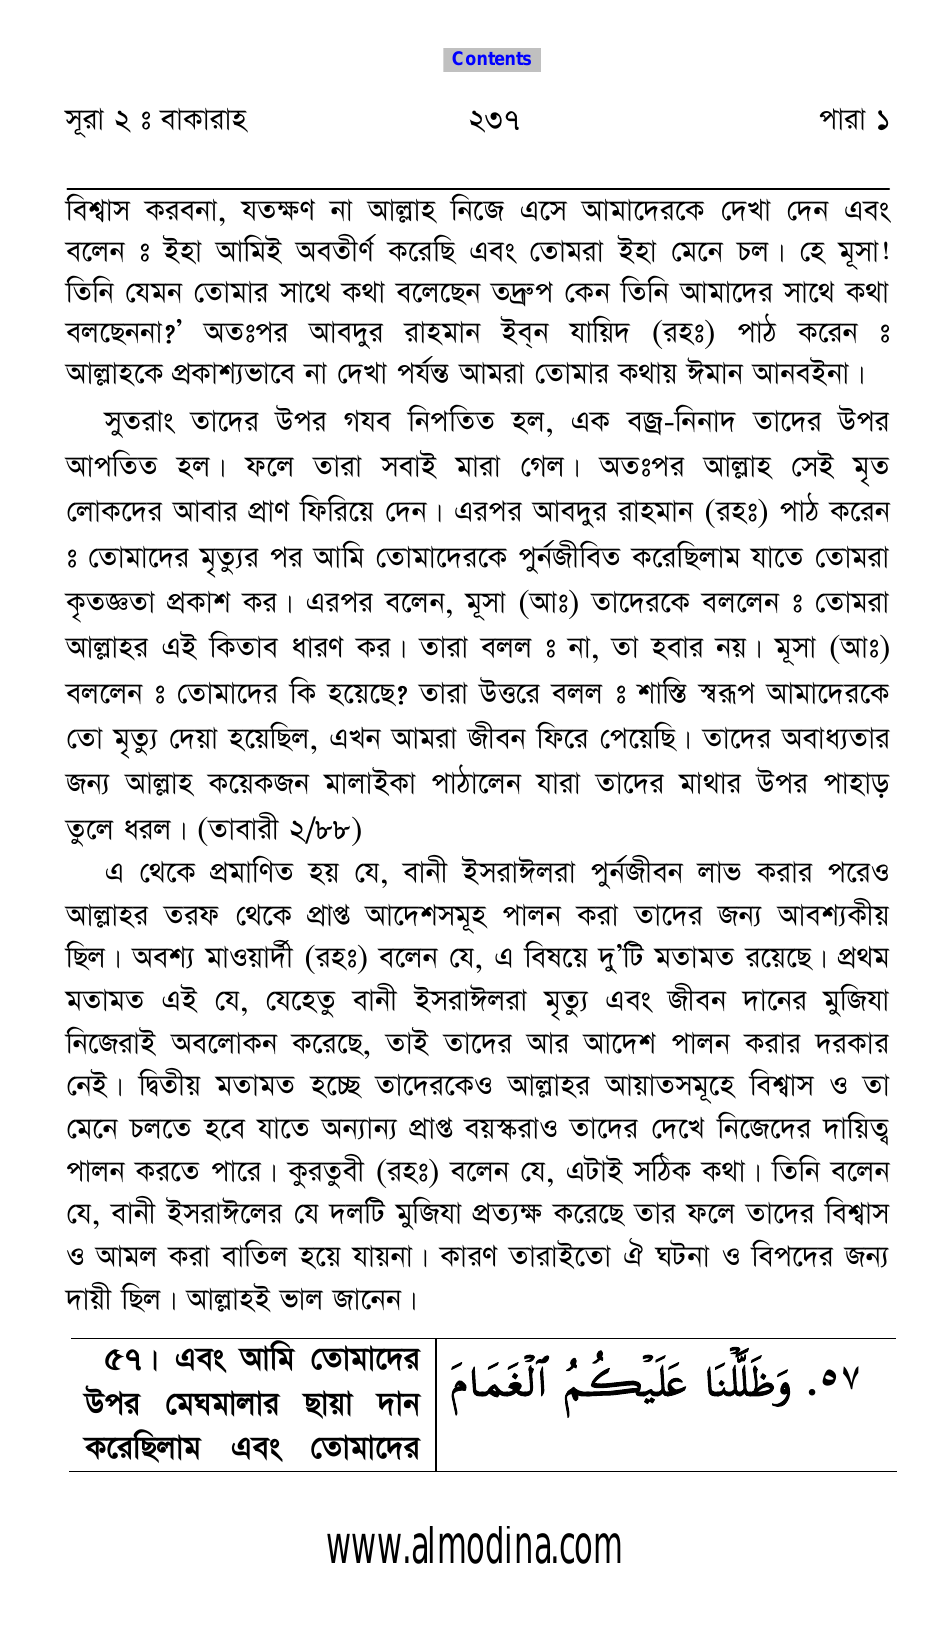 Contents
সূরা ২ ঃ বাকারাহ ২৩৭ পারা ১
বিশ্বাস করবনা, যতক্ষণ না আল্লাহ নিজে এসে আমাদেরকে দেখা দেন এবং
বলেন ঃ ইহা আমিই অবতীর্ণ করেছি এবং তোমরা ইহা মেনে চল। হে মূসা!
তিনি যেমন তোমার সাথে কথা বলেছেন তদ্রুপ কেন তিনি আমাদের সাথে কথা
বলছেননা?’ অতঃপর আবদুর রাহমান ইব্‌ন যায়িদ (রহঃ) পাঠ করেন ঃ
আল্লাহকে প্রকাশ্যভাবে না দেখা পর্যন্ত আমরা তোমার কথায় ঈমান আনবইনা।
সুতরাং তাদের উপর গযব নিপতিত হল, এক বজ্র-নিনাদ তাদের উপর
আপতিত হল। ফলে তারা সবাই মারা গেল। অতঃপর আল্লাহ সেই মৃত
লোকদের আবার প্রাণ ফিরিয়ে দেন। এরপর আবদুর রাহমান (রহঃ) পাঠ করেন
ঃ তোমাদের মৃত্যুর পর আমি তোমাদেরকে পুর্নজীবিত করেছিলাম যাতে তোমরা
কৃতজ্ঞতা প্রকাশ কর। এরপর বলেন, মূসা (আঃ) তাদেরকে বললেন ঃ তোমরা
আল্লাহর এই কিতাব ধারণ কর। তারা বলল ঃ না, তা হবার নয়। মূসা (আঃ)
বললেন ঃ তোমাদের কি হয়েছে? তারা উত্তরে বলল ঃ শাস্তি স্বরূপ আমাদেরকে
তো মৃত্যু দেয়া হয়েছিল, এখন আমরা জীবন ফিরে পেয়েছি। তাদের অবাধ্যতার
জন্য আল্লাহ কয়েকজন মালাইকা পাঠালেন যারা তাদের মাথার উপর পাহাড়
তুলে ধরল। (তাবারী ২/৮৮)
এ থেকে প্রমাণিত হয় যে, বানী ইসরাঈলরা পুর্নজীবন লাভ করার পরেও
আল্লাহর তরফ থেকে প্রাপ্ত আদেশসমূহ পালন করা তাদের জন্য আবশ্যকীয়
ছিল। অবশ্য মাওয়ার্দী (রহঃ) বলেন যে, এ বিষয়ে দু’টি মতামত রয়েছে। প্রথম
মতামত এই যে, যেহেতু বানী ইসরাঈলরা মৃত্যু এবং জীবন দানের মুজিযা
নিজেরাই অবলোকন করেছে, তাই তাদের আর আদেশ পালন করার দরকার
নেই। দ্বিতীয় মতামত হচ্ছে তাদেরকেও আল্লাহর আয়াতসমূহে বিশ্বাস ও তা
মেনে চলতে হবে যাতে অন্যান্য প্রাপ্ত বয়স্করাও তাদের দেখে নিজেদের দায়িত্ব
পালন করতে পারে। কুরতুবী (রহঃ) বলেন যে, এটাই সঠিক কথা। তিনি বলেন
যে, বানী ইসরাঈলের যে দলটি মুজিযা প্রত্যক্ষ করেছে তার ফলে তাদের বিশ্বাস
ও আমল করা বাতিল হয়ে যায়না। কারণ তারাইতো ঐ ঘটনা ও বিপদের জন্য
দায়ী ছিল। আল্লাহই ভাল জানেন।
৫৭। এবং আমি তোমাদের
উপর মেঘমালার ছায়া দান
করেছিলাম এবং তোমাদের
٥٧. وَظَلَّلْنَا عَلَيْكُمُ ٱلْغَمَامَ
www.almodina.com